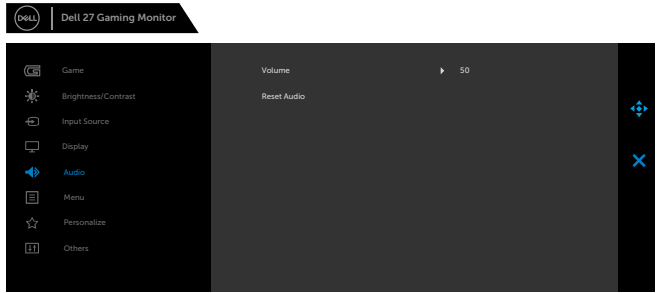 DELL
Dell 27 Gaming Monitor
Game
Volume 50
Brightness/Contrast
Reset Audio
Input Source
Display
Audio
Menu
Personalize
Others